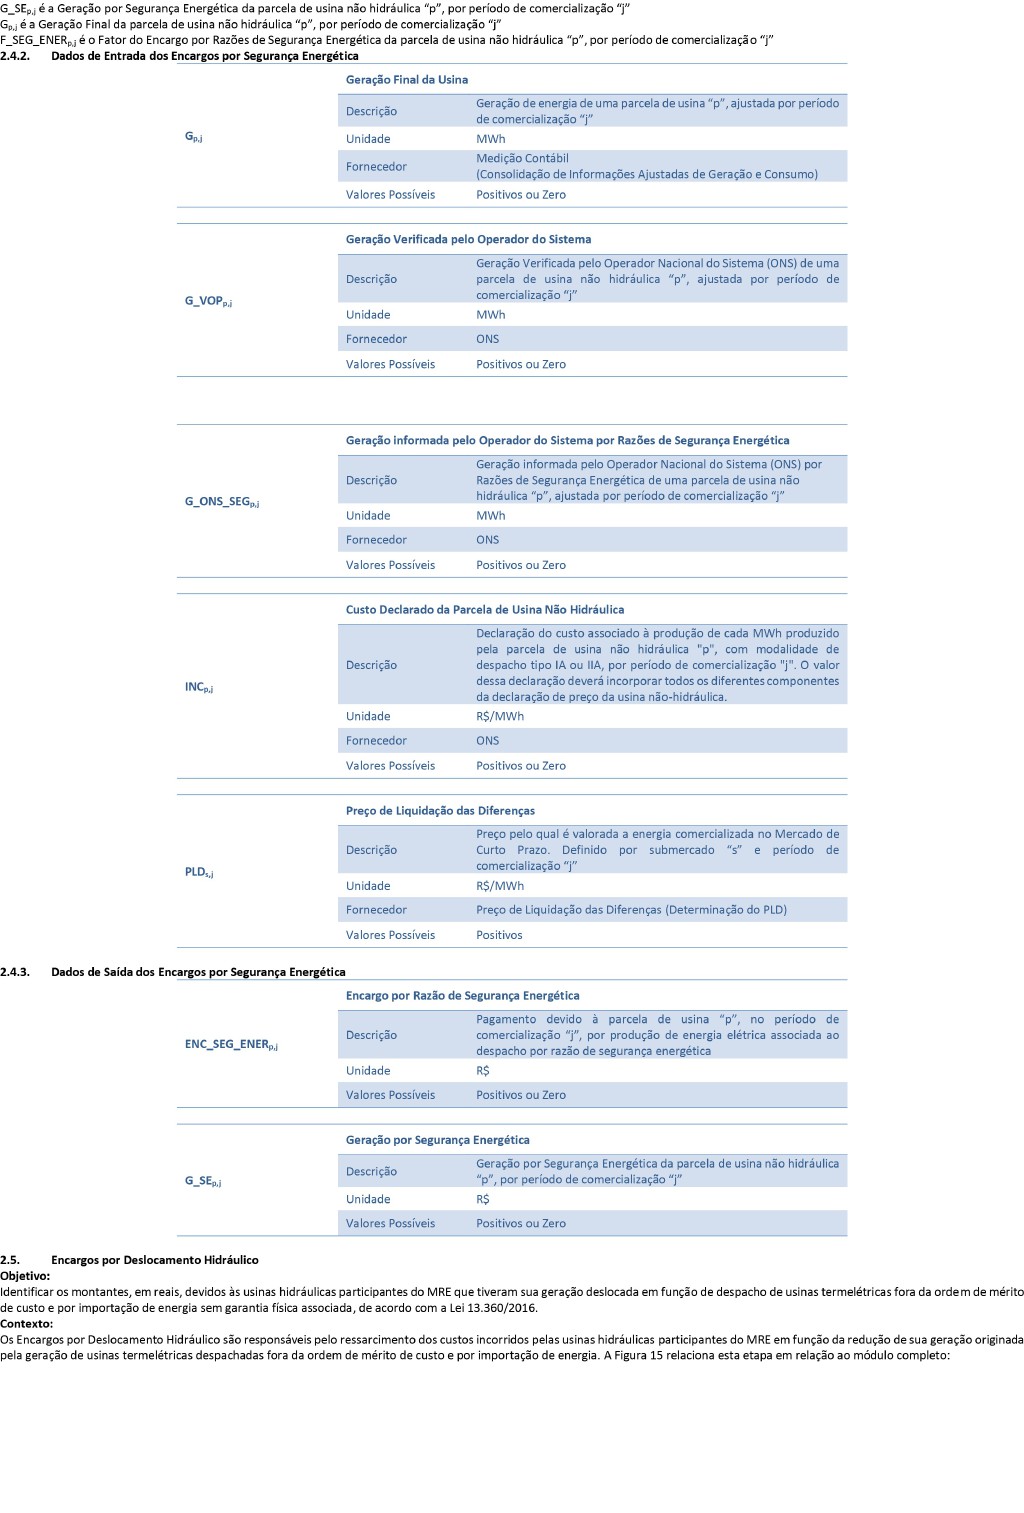 G_SEp,j é a Geração por Segurança Energética da parcela de usina não hidráulica “p”, por período de comercialização “j”
Gp,j é a Geração Final da parcela de usina não hidráulica “p”, por período de comercialização “j”
F_SEG_ENERp,j é o Fator do Encargo por Razões de Segurança Energética da parcela de usina não hidráulica “p”, por período de comercialização “j”
2.4.2. Dados de Entrada dos Encargos por Segurança Energética
Gp,j
Geração Final da Usina
Descrição
Geração de energia de uma parcela de usina “p”, ajustada por período
de comercialização “j”
Unidade MWh
Fornecedor
Medição Contábil
(Consolidação de Informações Ajustadas de Geração e Consumo)
Valores Possíveis Positivos ou Zero
G_VOPp,j
Geração Verificada pelo Operador do Sistema
Descrição
Geração Verificada pelo Operador Nacional do Sistema (ONS) de uma
parcela de usina não hidráulica “p”, ajustada por período de
comercialização “j”
Unidade MWh
Fornecedor ONS
Valores Possíveis Positivos ou Zero
G_ONS_SEGp,j
Geração informada pelo Operador do Sistema por Razões de Segurança Energética
Descrição
Geração informada pelo Operador Nacional do Sistema (ONS) por
Razões de Segurança Energética de uma parcela de usina não
hidráulica “p”, ajustada por período de comercialização “j”
Unidade MWh
Fornecedor ONS
Valores Possíveis Positivos ou Zero
INCp,j
Custo Declarado da Parcela de Usina Não Hidráulica
Descrição
Declaração do custo associado à produção de cada MWh produzido
pela parcela de usina não hidráulica "p", com modalidade de
despacho tipo IA ou IIA, por período de comercialização "j". O valor
dessa declaração deverá incorporar todos os diferentes componentes
da declaração de preço da usina não-hidráulica.
Unidade R$/MWh
Fornecedor ONS
Valores Possíveis Positivos ou Zero
PLDs,j
Preço de Liquidação das Diferenças
Descrição
Preço pelo qual é valorada a energia comercializada no Mercado de
Curto Prazo. Definido por submercado “s” e período de
comercialização “j”
Unidade R$/MWh
Fornecedor Preço de Liquidação das Diferenças (Determinação do PLD)
Valores Possíveis Positivos
2.4.3. Dados de Saída dos Encargos por Segurança Energética
ENC_SEG_ENERp,j
Encargo por Razão de Segurança Energética
Descrição
Pagamento devido à parcela de usina “p”, no período de
comercialização “j”, por produção de energia elétrica associada ao
despacho por razão de segurança energética
Unidade R$
Valores Possíveis Positivos ou Zero
G_SEp,j
Geração por Segurança Energética
Descrição
Geração por Segurança Energética da parcela de usina não hidráulica
“p”, por período de comercialização “j”
Unidade R$
Valores Possíveis Positivos ou Zero
2.5. Encargos por Deslocamento Hidráulico
Objetivo:
Identificar os montantes, em reais, devidos às usinas hidráulicas participantes do MRE que tiveram sua geração deslocada em função de despacho de usinas termelétricas fora da ordem de mérito
de custo e por importação de energia sem garantia física associada, de acordo com a Lei 13.360/2016.
Contexto:
Os Encargos por Deslocamento Hidráulico são responsáveis pelo ressarcimento dos custos incorridos pelas usinas hidráulicas participantes do MRE em função da redução de sua geração originada
pela geração de usinas termelétricas despachadas fora da ordem de mérito de custo e por importação de energia. A Figura 15 relaciona esta etapa em relação ao módulo completo: